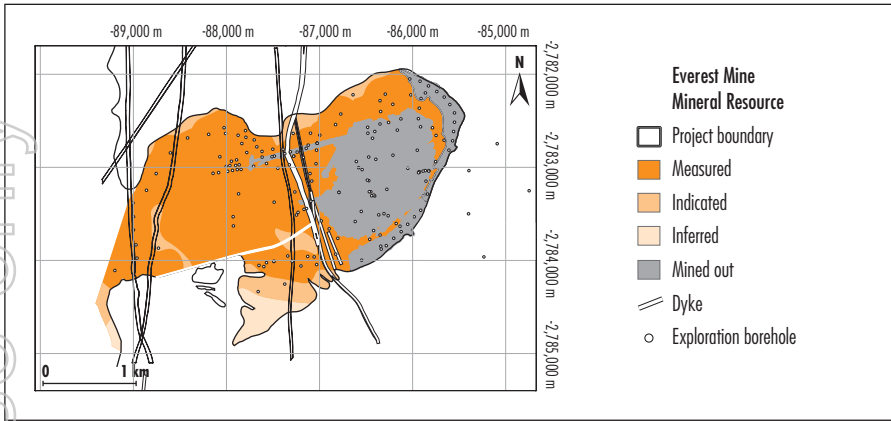 -89,000 m -88,000 m -87,000 m -86,000 m -85,000 m
-2,782,000 m
-2,783,000 m
-2,784,000 m
-2,785,000 m
N
0 1 km
Everest Mine
Mineral Resource
Project boundary
Measured
Indicated
Inferred
Mined out
Dyke
Exploration borehole